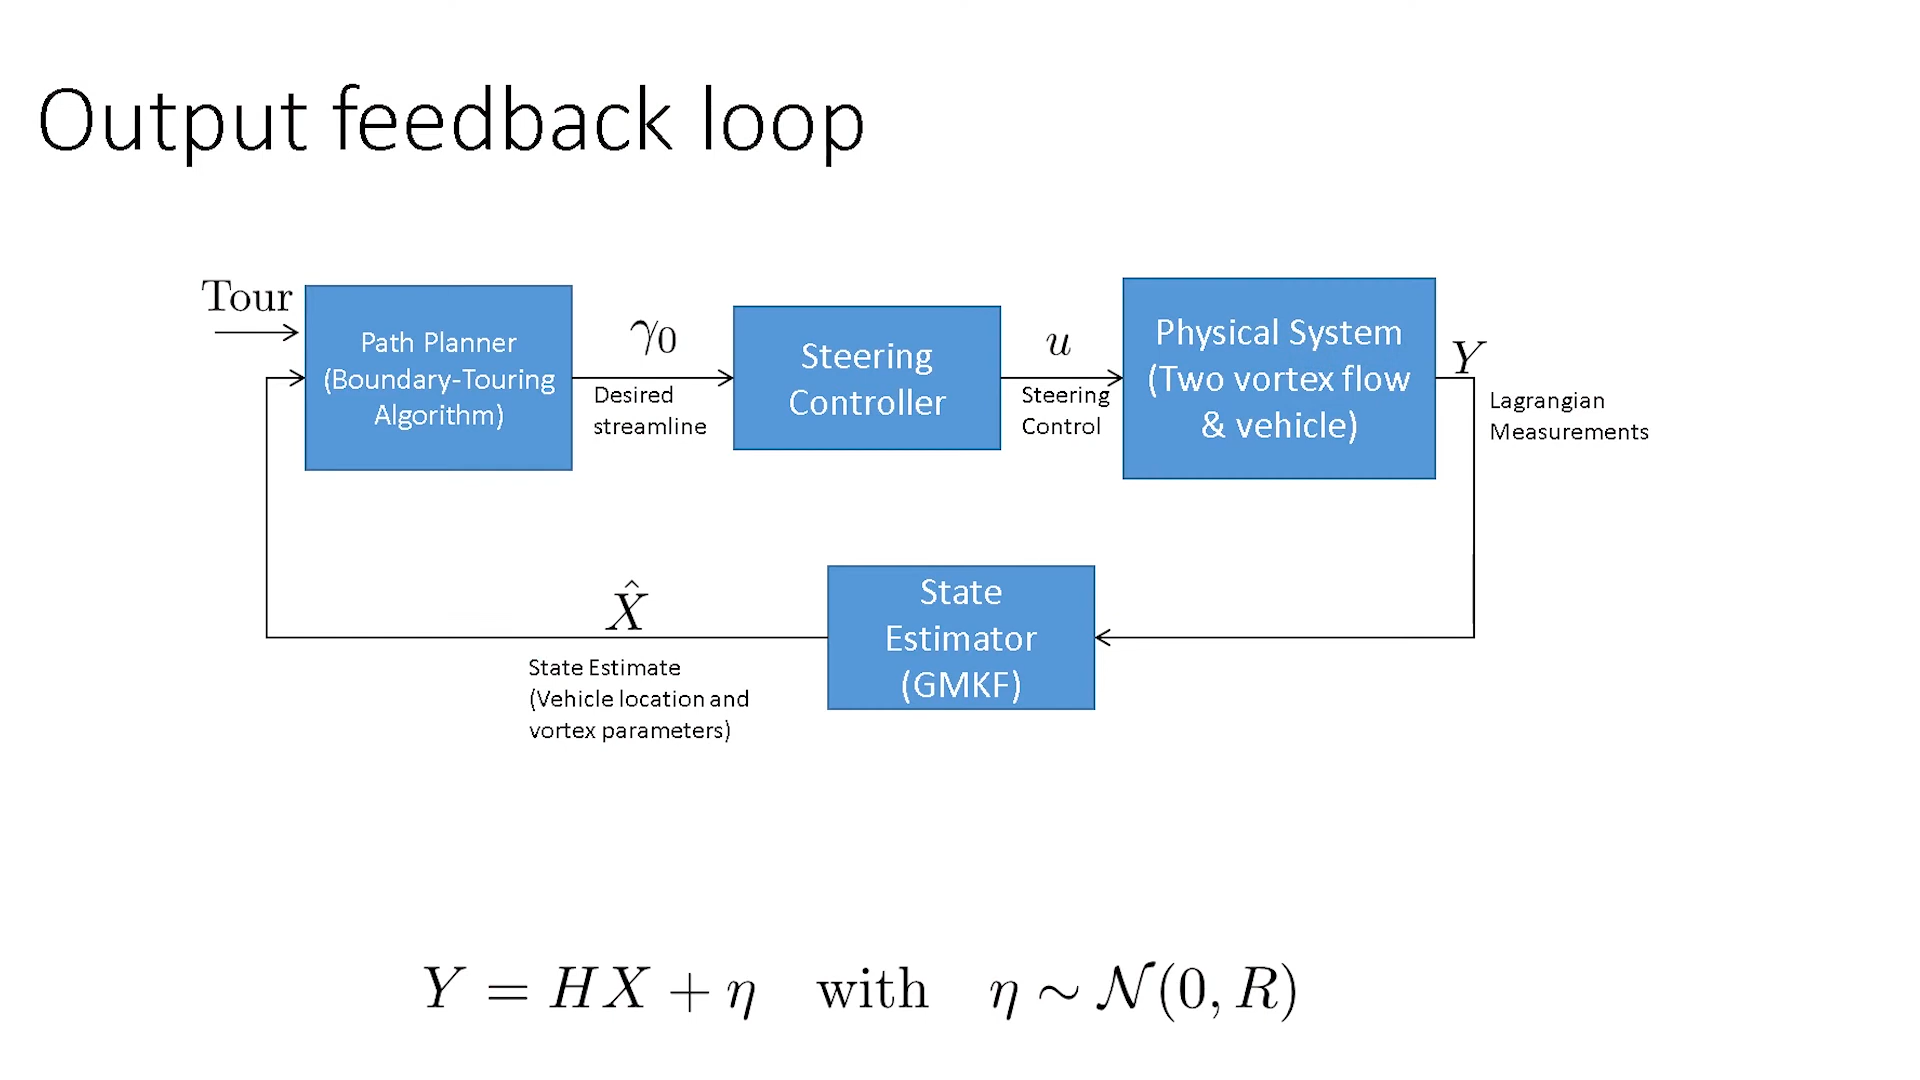 Output feedback loop
Tour
Path Planner
(Boundary-Touring
Algorithm)
γ₀
Desired
streamline
Steering
Controller
u
Steering
Control
Physical System
(Two vortex flow
& vehicle)
Y
Lagrangian
Measurements
State
Estimator
(GMKF)
X̂
State Estimate
(Vehicle location and
vortex parameters)
Y = HX + η with η ∼ 𝒩(0, R)